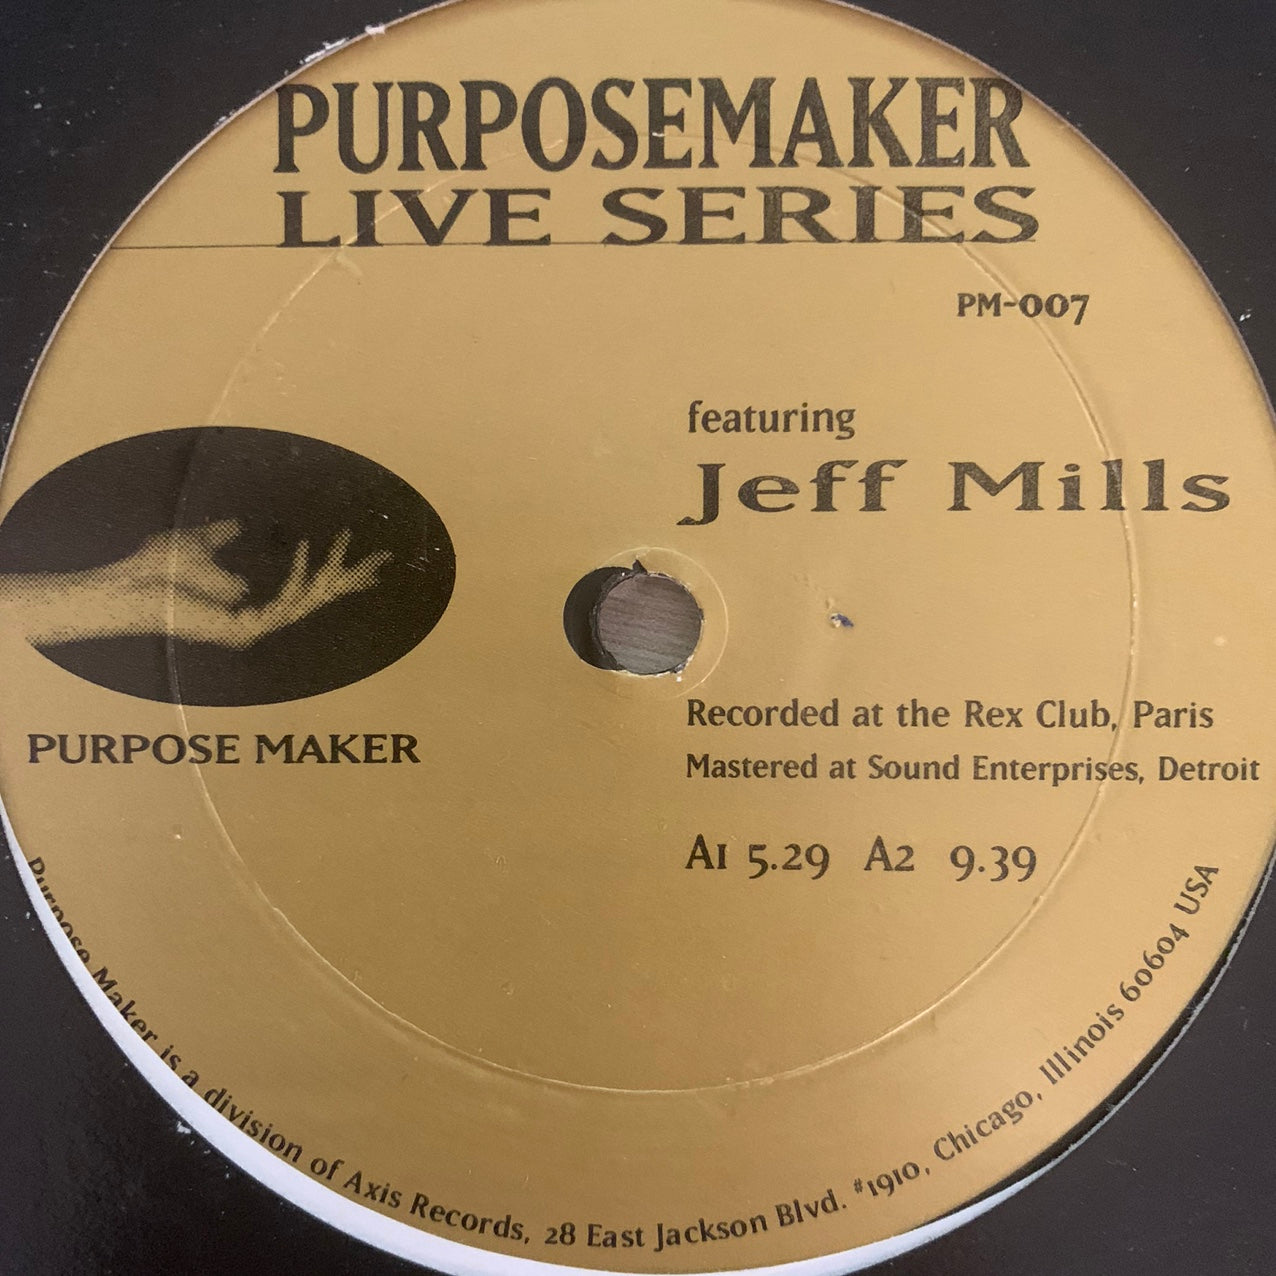 PURPOSEMAKER
LIVE SERIES
PM-007
featuring
Jeff Mills
PURPOSE MAKER
Recorded at the Rex Club, Paris
Mastered at Sound Enterprises, Detroit
A1 5.29 A2 9.39
Purpose Maker is a division of Axis Records, 28 East Jackson Blvd. #1910, Chicago, Illinois 60604 USA